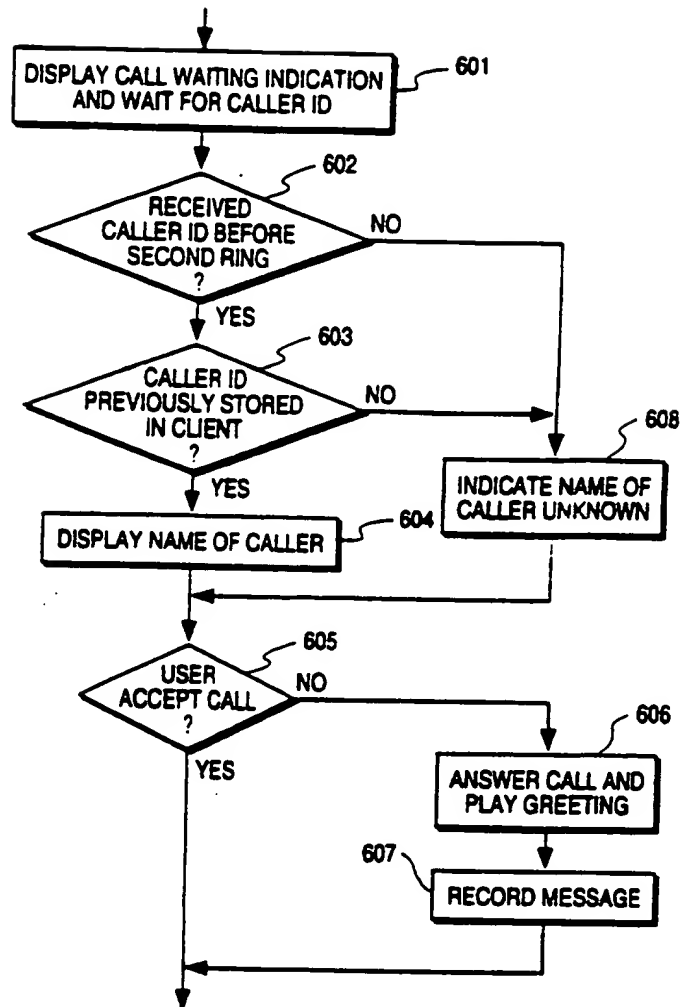 DISPLAY CALL WAITING INDICATION
AND WAIT FOR CALLER ID
601
602
RECEIVED
CALLER ID BEFORE
SECOND RING
?
NO
YES
603
CALLER ID
PREVIOUSLY STORED
IN CLIENT
?
NO
YES
608
INDICATE NAME OF
CALLER UNKNOWN
604
DISPLAY NAME OF CALLER
605
USER
ACCEPT CALL
?
NO
YES
606
ANSWER CALL AND
PLAY GREETING
607
RECORD MESSAGE